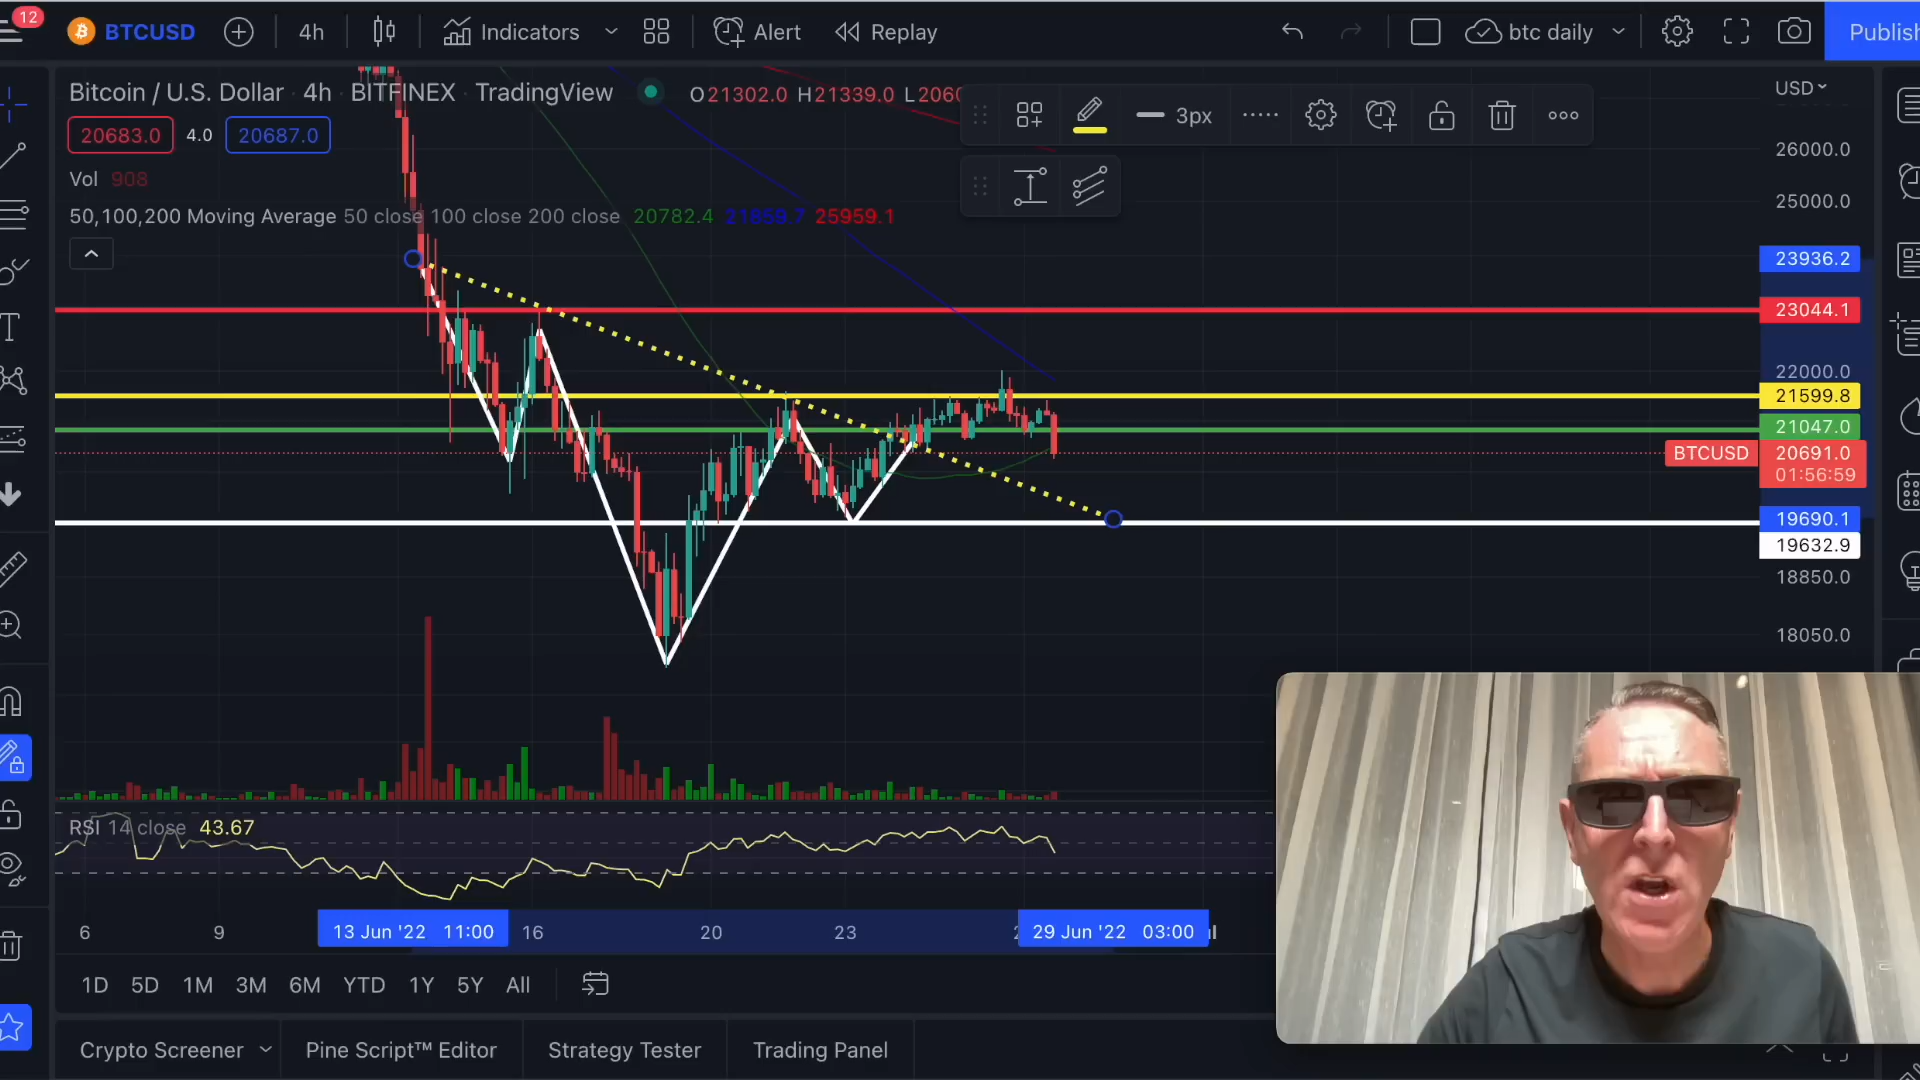 12
BTCUSD 4h Indicators Alert Replay btc daily Publish
Bitcoin / U.S. Dollar · 4h · BITFINEX · TradingView O21302.0 H21339.0 L2060
20683.0 4.0 20687.0
3px
Vol 908
50,100,200 Moving Average 50 close 100 close 200 close 20782.4 21859.7 25959.1
USD
26000.0
25000.0
23936.2
23044.1
22000.0
21599.8
21047.0
BTCUSD 20691.0
01:56:59
19690.1
19632.9
18850.0
18050.0
RSI 14 close 43.67
6 9 13 Jun '22 11:00 16 20 23 29 Jun '22 03:00
1D 5D 1M 3M 6M YTD 1Y 5Y All
Crypto Screener Pine Script™ Editor Strategy Tester Trading Panel